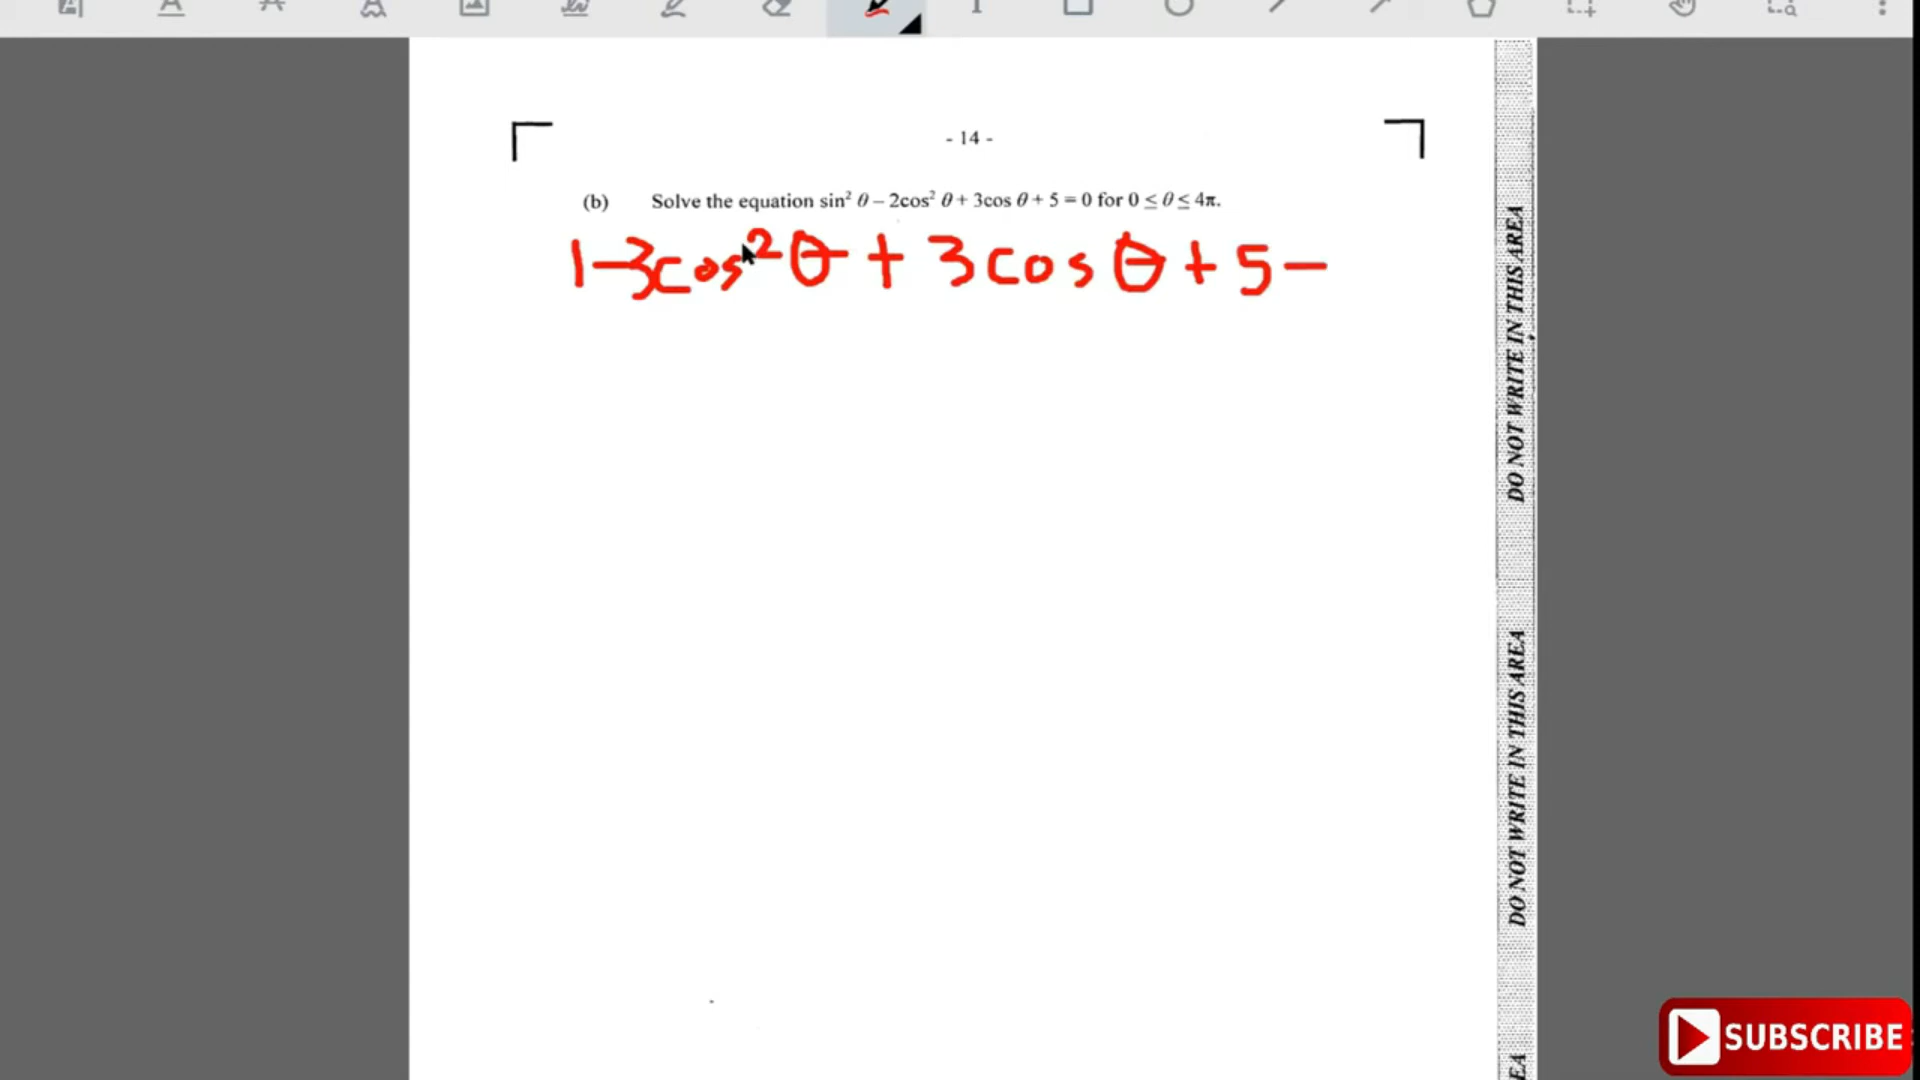 - 14 -
(b) Solve the equation sin² θ – 2cos² θ + 3cos θ + 5 = 0 for 0 ≤ θ ≤ 4π.
1-3cos²θ + 3cosθ + 5 –
DO NOT WRITE IN THIS AREA
DO NOT WRITE IN THIS AREA
EA
SUBSCRIBE